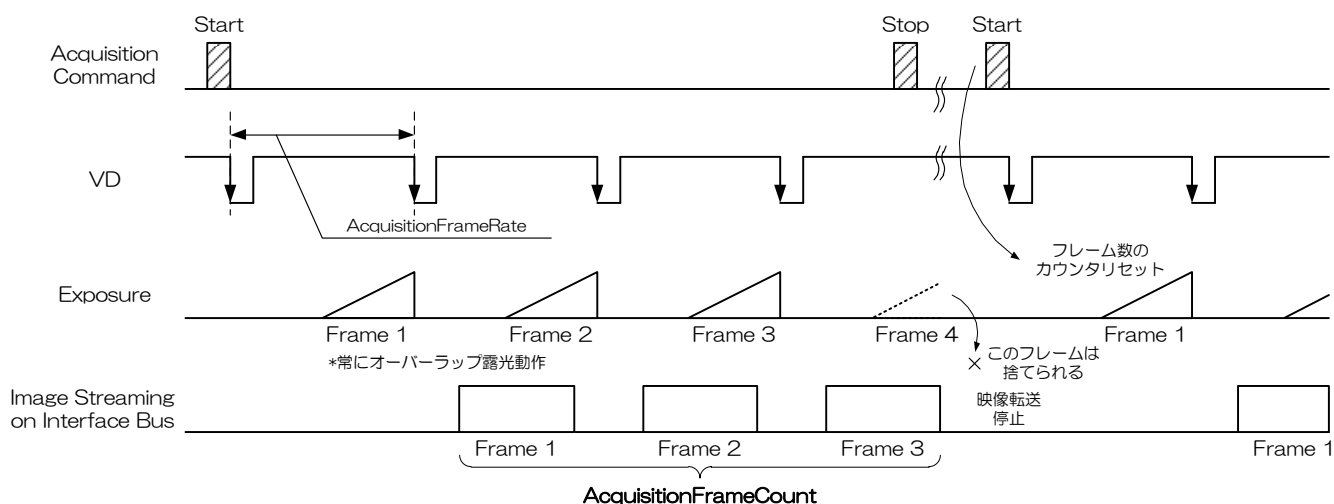 Start
Stop
Start
Acquisition
Command
VD
AcquisitionFrameRate
フレーム数の
カウンタリセット
Exposure
Frame 1
Frame 2
Frame 3
Frame 4
Frame 1
*常にオーバーラップ露光動作
× このフレームは
捨てられる
Image Streaming
on Interface Bus
映像転送
停止
Frame 1
Frame 2
Frame 3
Frame 1
AcquisitionFrameCount